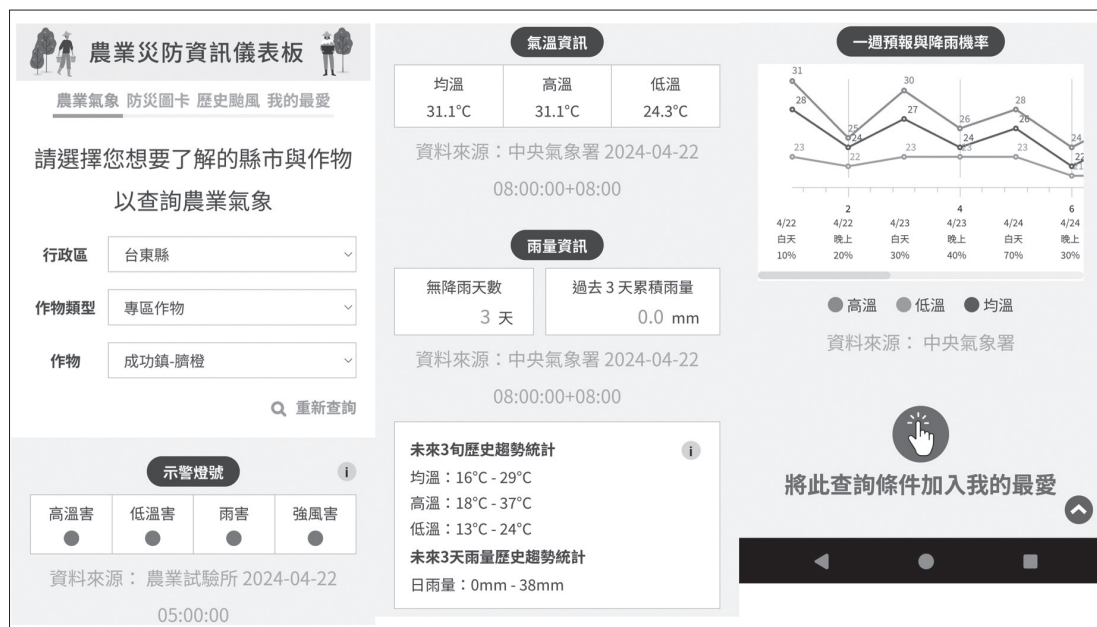 農業災防資訊儀表板
農業氣象 防災圖卡 歷史颱風 我的最愛
請選擇您想要了解的縣市與作物
以查詢農業氣象
行政區 台東縣
作物類型 專區作物
作物 成功鎮-臍橙
重新查詢
示警燈號 i
高溫害 低溫害 雨害 強風害
資料來源： 農業試驗所 2024-04-22
05:00:00
氣溫資訊
均溫 高溫 低溫
31.1°C 31.1°C 24.3°C
資料來源：中央氣象署 2024-04-22
08:00:00+08:00
雨量資訊
無降雨天數 過去 3 天累積雨量
3 天 0.0 mm
資料來源：中央氣象署 2024-04-22
08:00:00+08:00
未來3旬歷史趨勢統計 i
均溫：16°C - 29°C
高溫：18°C - 37°C
低溫：13°C - 24°C
未來3天雨量歷史趨勢統計
日雨量：0mm - 38mm
一週預報與降雨機率
31 25 30 26 28 24
28 24 27 24 26 22
23 22 23 23 23 21
2 4 6
4/22 4/22 4/23 4/23 4/24 4/24
白天 晚上 白天 晚上 白天 晚上
10% 20% 30% 40% 70% 30%
高溫 低溫 均溫
資料來源： 中央氣象署
將此查詢條件加入我的最愛